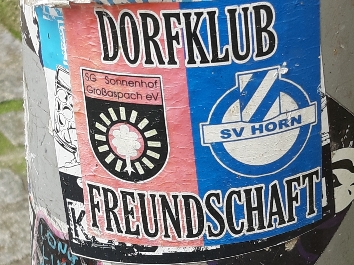 DORFKLUB
SG Sonnenhof
Großaspach eV
SV HORN
FREUNDSCHAFT